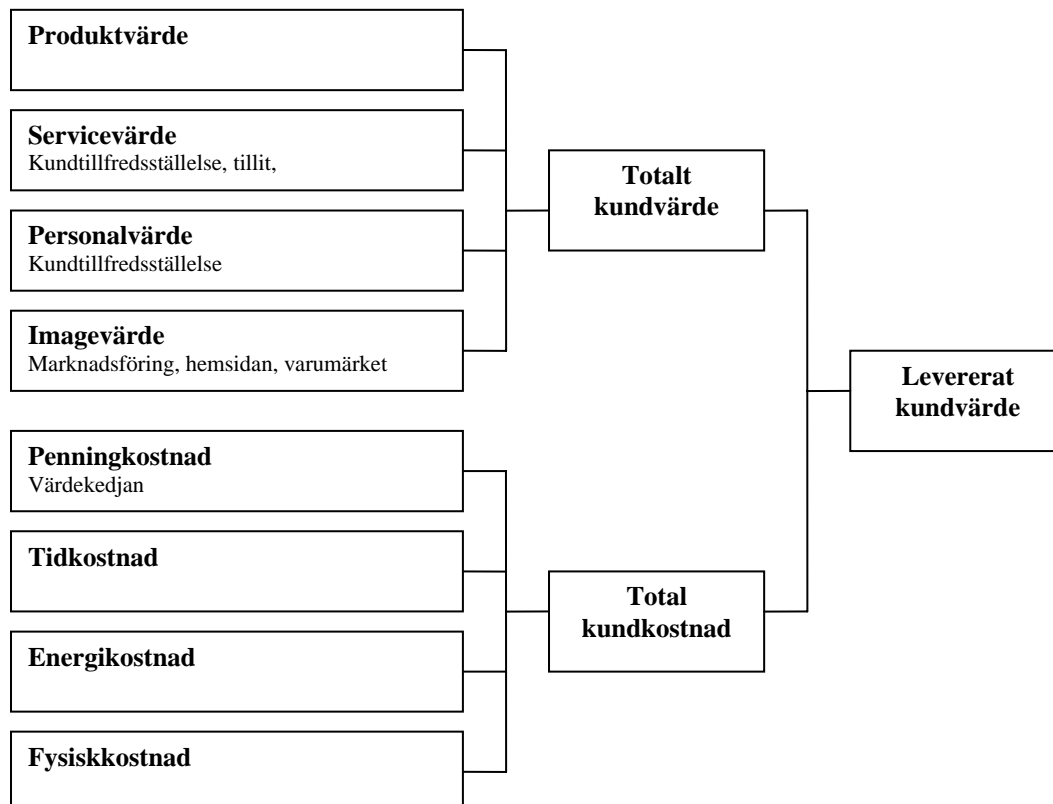 Produktvärde
Servicevärde
Kundtillfredsställelse, tillit,
Personalvärde
Kundtillfredsställelse
Imagevärde
Marknadsföring, hemsidan, varumärket
Penningkostnad
Värdekedjan
Tidkostnad
Energikostnad
Fysiskkostnad
Totalt
kundvärde
Total
kundkostnad
Levererat
kundvärde